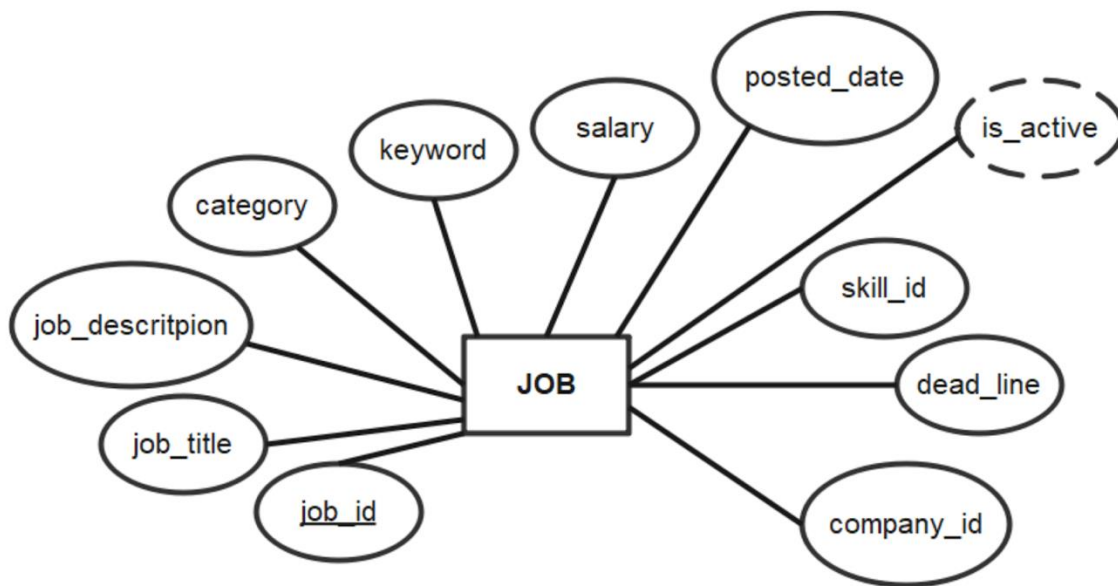 posted_date
is_active
salary
keyword
category
skill_id
job_descritpion
JOB
dead_line
job_title
job_id
company_id